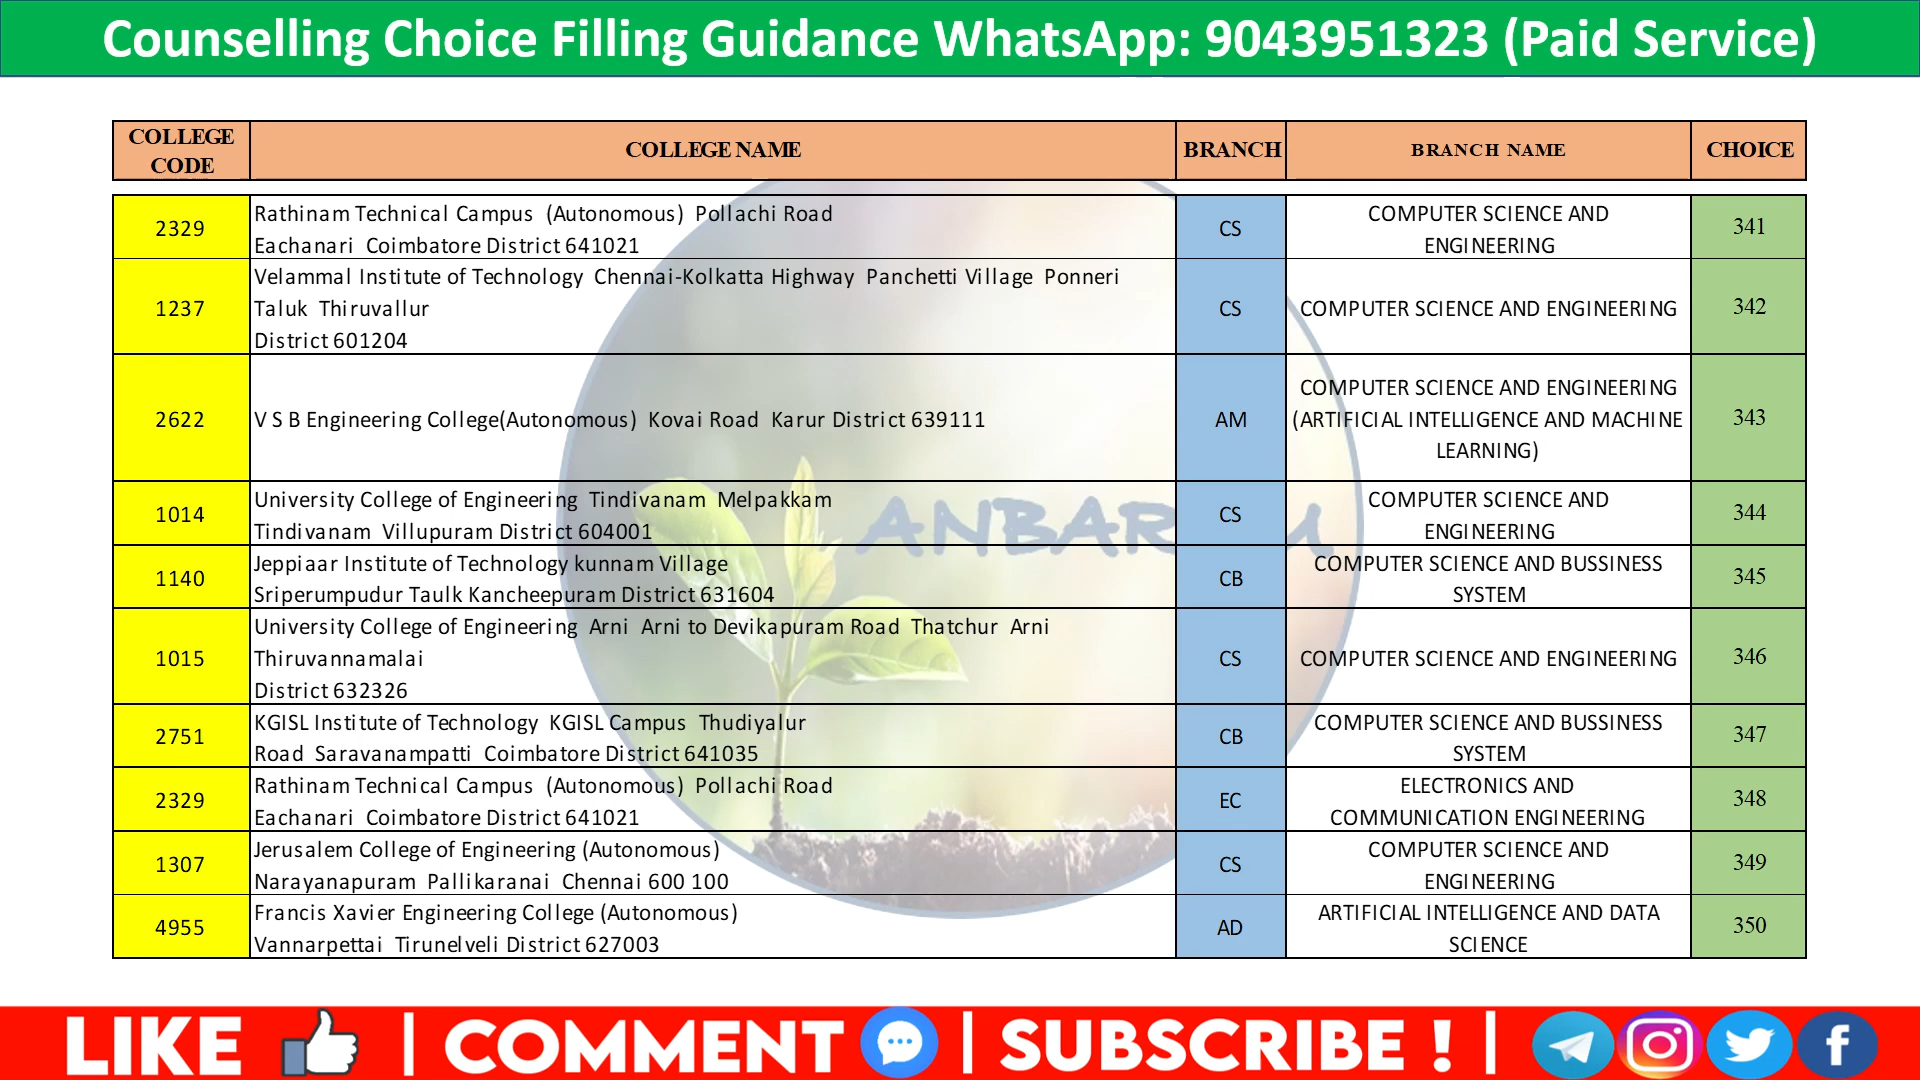 Counselling Choice Filling Guidance WhatsApp: 9043951323 (Paid Service)
COLLEGE CODE COLLEGE NAME BRANCH BRANCH NAME CHOICE
2329 Rathinam Technical Campus (Autonomous) Pollachi Road
Eachanari Coimbatore District 641021 CS COMPUTER SCIENCE AND
ENGINEERING 341
1237 Velammal Institute of Technology Chennai-Kolkatta Highway Panchetti Village Ponneri
Taluk Thiruvallur
District 601204 CS COMPUTER SCIENCE AND ENGINEERING 342
2622 V S B Engineering College(Autonomous) Kovai Road Karur District 639111 AM COMPUTER SCIENCE AND ENGINEERING
(ARTIFICIAL INTELLIGENCE AND MACHINE
LEARNING) 343
1014 University College of Engineering Tindivanam Melpakkam
Tindivanam Villupuram District 604001 CS COMPUTER SCIENCE AND
ENGINEERING 344
1140 Jeppiaar Institute of Technology kunnam Village
Sriperumpudur Taulk Kancheepuram District 631604 CB COMPUTER SCIENCE AND BUSSINESS
SYSTEM 345
1015 University College of Engineering Arni Arni to Devikapuram Road Thatchur Arni
Thiruvannamalai
District 632326 CS COMPUTER SCIENCE AND ENGINEERING 346
2751 KGISL Institute of Technology KGISL Campus Thudiyalur
Road Saravanampatti Coimbatore District 641035 CB COMPUTER SCIENCE AND BUSSINESS
SYSTEM 347
2329 Rathinam Technical Campus (Autonomous) Pollachi Road
Eachanari Coimbatore District 641021 EC ELECTRONICS AND
COMMUNICATION ENGINEERING 348
1307 Jerusalem College of Engineering (Autonomous)
Narayanapuram Pallikaranai Chennai 600 100 CS COMPUTER SCIENCE AND
ENGINEERING 349
4955 Francis Xavier Engineering College (Autonomous)
Vannarpettai Tirunelveli District 627003 AD ARTIFICIAL INTELLIGENCE AND DATA
SCIENCE 350
LIKE | COMMENT | SUBSCRIBE ! |